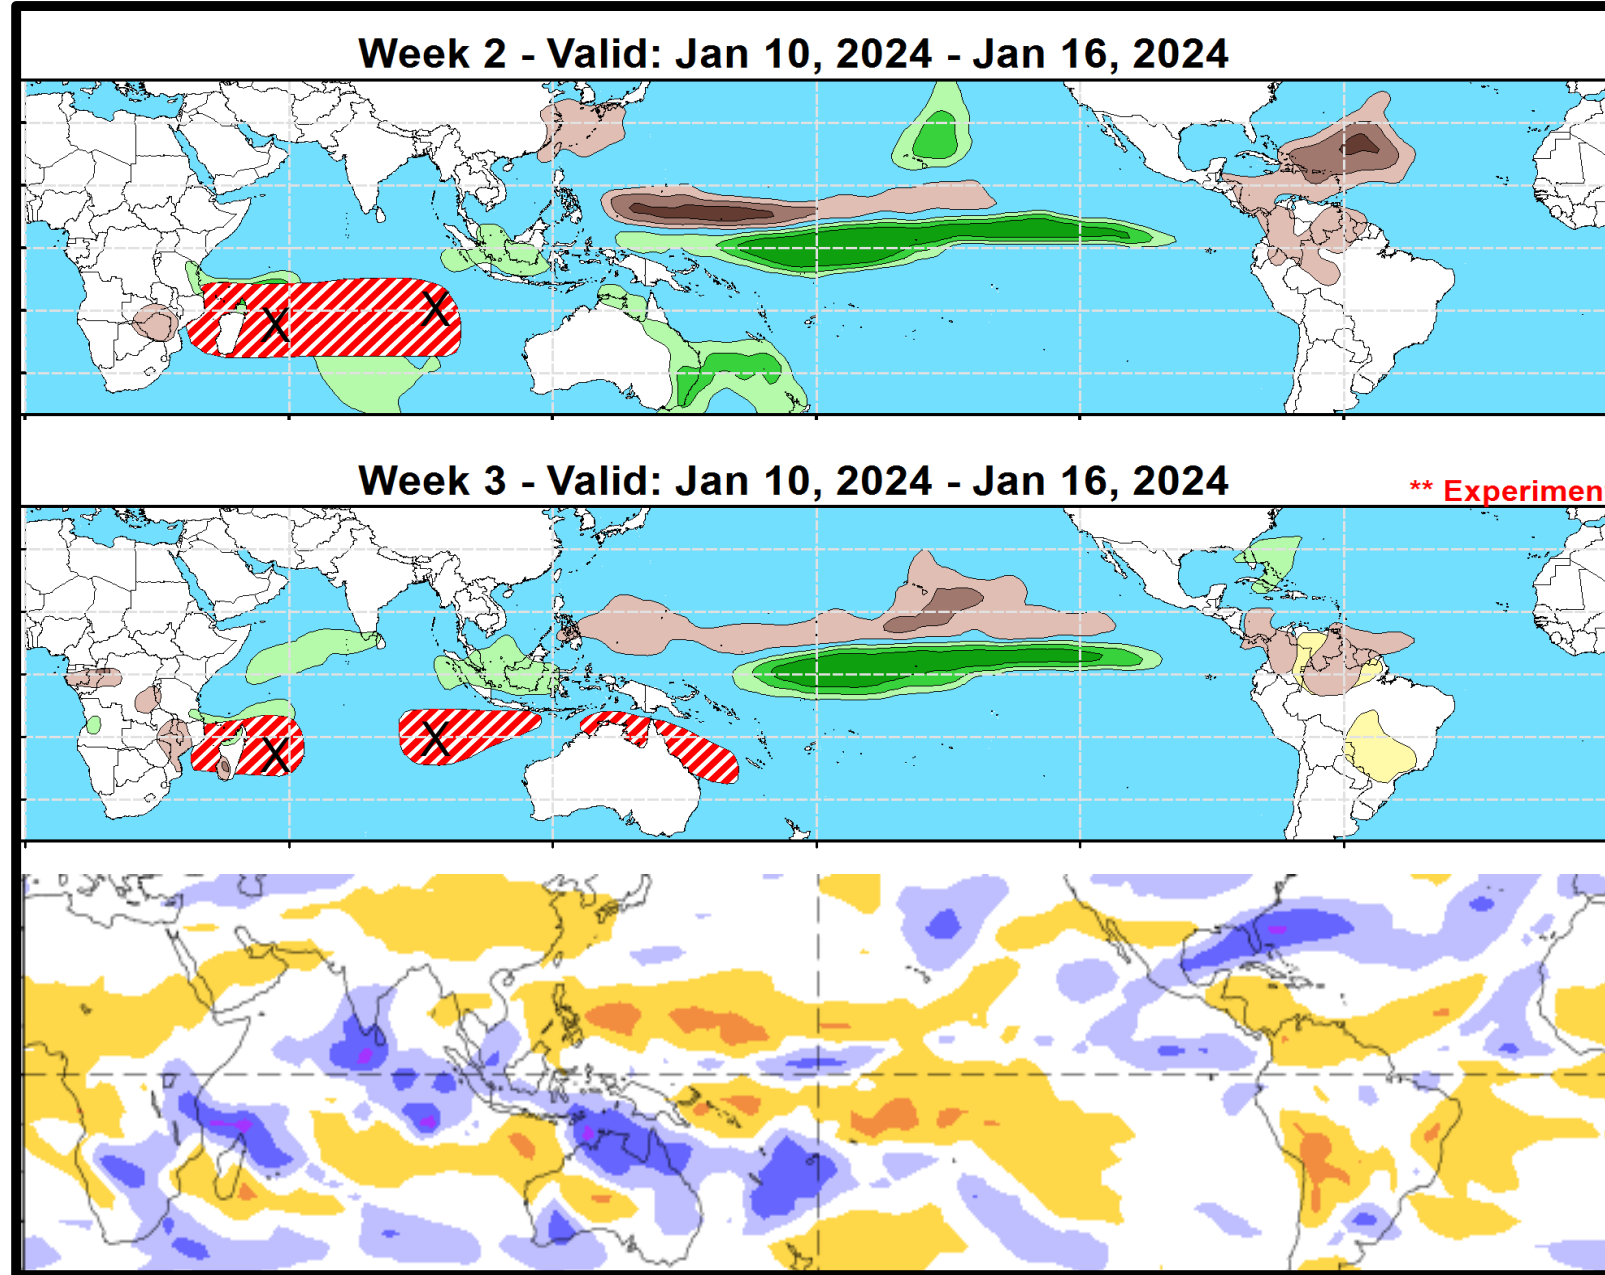 Week 2 - Valid: Jan 10, 2024 - Jan 16, 2024
X
X
Week 3 - Valid: Jan 10, 2024 - Jan 16, 2024
** Experimen
X
X